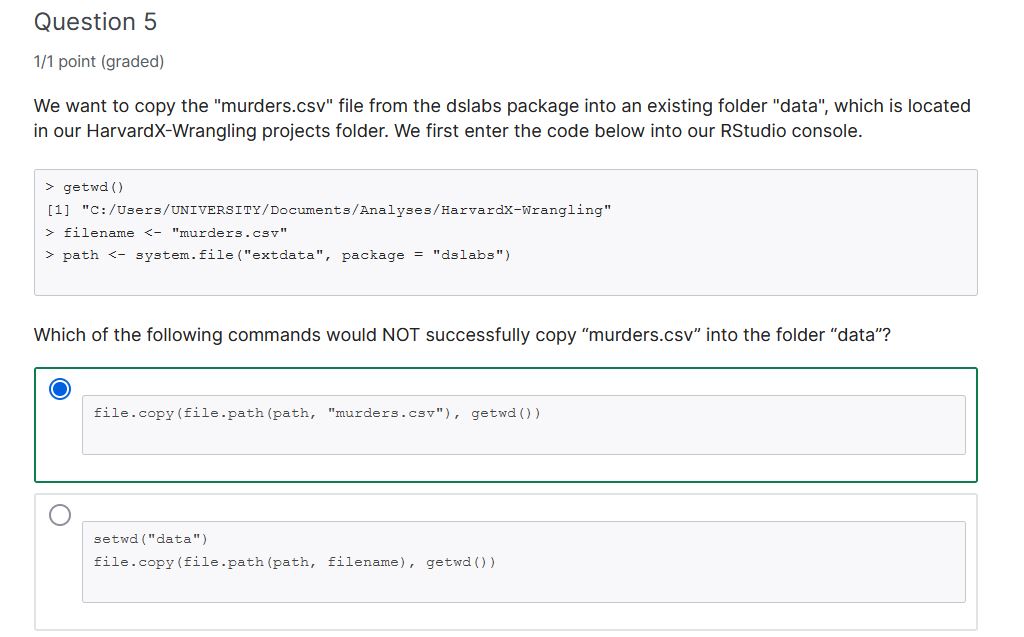 Question 5
1/1 point (graded)
We want to copy the "murders.csv" file from the dslabs package into an existing folder "data", which is located
in our HarvardX-Wrangling projects folder. We first enter the code below into our RStudio console.
> getwd()
[1] "C:/Users/UNIVERSITY/Documents/Analyses/HarvardX-Wrangling"
> filename <- "murders.csv"
> path <- system.file("extdata", package = "dslabs")
Which of the following commands would NOT successfully copy “murders.csv” into the folder “data”?
file.copy(file.path(path, "murders.csv"), getwd())
setwd("data")
file.copy(file.path(path, filename), getwd())